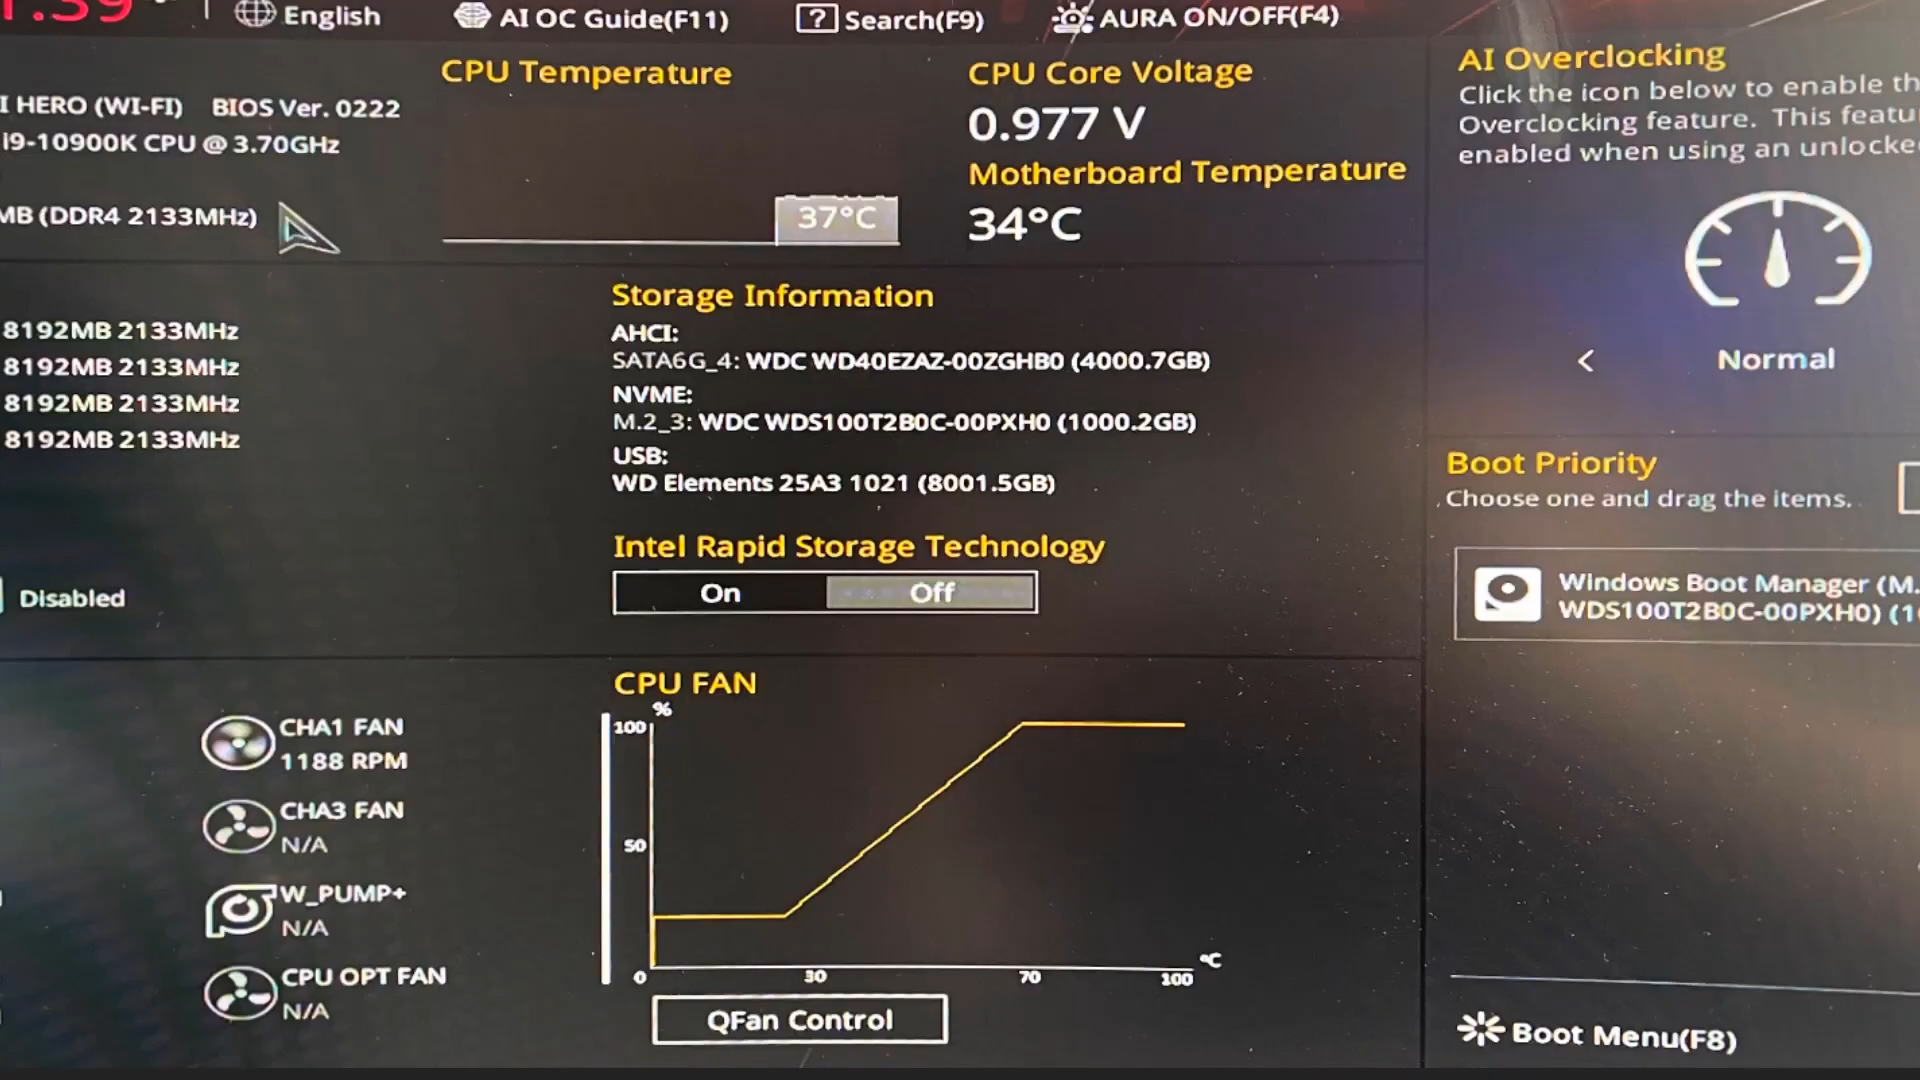 English
AI OC Guide(F11)
Search(F9)
AURA ON/OFF(F4)
I HERO (WI-FI) BIOS Ver. 0222
i9-10900K CPU @ 3.70GHz
MB (DDR4 2133MHz)
8192MB 2133MHz
8192MB 2133MHz
8192MB 2133MHz
8192MB 2133MHz
Disabled
CPU Temperature
37°C
CPU Core Voltage
0.977 V
Motherboard Temperature
34°C
Storage Information
AHCI:
SATA6G_4: WDC WD40EZAZ-00ZGHB0 (4000.7GB)
NVME:
M.2_3: WDC WDS100T2B0C-00PXH0 (1000.2GB)
USB:
WD Elements 25A3 1021 (8001.5GB)
Intel Rapid Storage Technology
On
Off
CHA1 FAN
1188 RPM
CHA3 FAN
N/A
W_PUMP+
N/A
CPU OPT FAN
N/A
CPU FAN
%
100
50
0
30
70
100
°C
QFan Control
AI Overclocking
Click the icon below to enable th
Overclocking feature. This featu
enabled when using an unlocke
<
Normal
Boot Priority
Choose one and drag the items.
Windows Boot Manager (M.
WDS100T2B0C-00PXH0) (1
Boot Menu(F8)